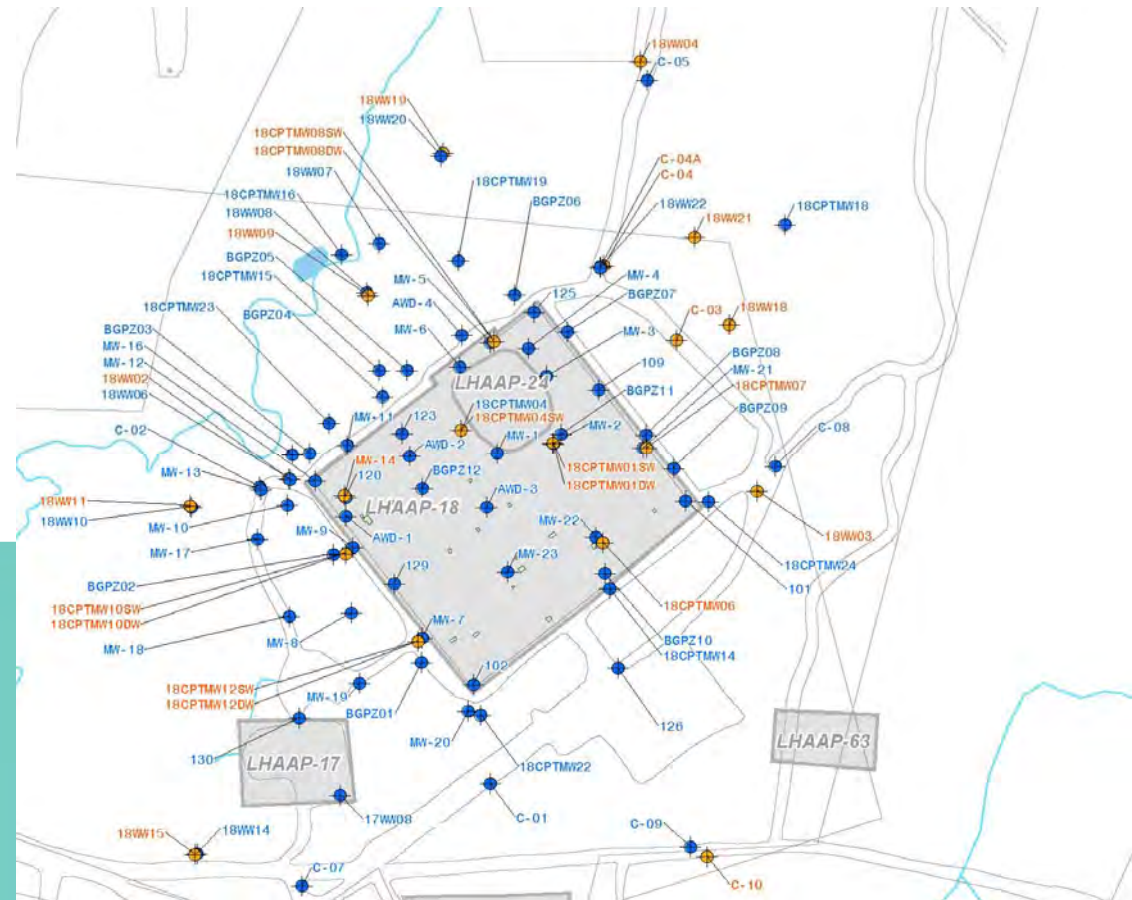 18WW04
C-05
18WW19
18WW20
18CPTMW08SW
18CPTMW08DW
18WW07
C-04A
C-04
18WW22
18CPTMW19
18CPTMW16
BGPZ06
18WW21
18CPTMW18
18WW08
18WW09
BGPZ05
18CPTMW15
MW-5
MW-4
18CPTMW23
AWD-4
125
BGPZ07
BGPZ04
BGPZ03
MW-6
MW-3
C-03
18WW18
MW-16
MW-12
18WW02
18WW06
BGPZ08
MW-21
18CPTMW07
109
BGPZ11
BGPZ09
LHAAP-24
18CPTMW04
18CPTMW04SW
C-02
MW-11
123
MW-1
MW-2
C-08
AWD-2
MW-13
MW-14
120
BGPZ12
18CPTMW01SW
18CPTMW01DW
18WW11
18WW10
MW-10
LHAAP-18
AWD-3
MW-9
AWD-1
MW-22
18WW03
MW-17
MW-23
18CPTMW24
BGPZ02
129
101
18CPTMW10SW
18CPTMW10DW
18CPTMW06
MW-18
MW-8
MW-7
BGPZ10
18CPTMW14
102
18CPTMW12SW
18CPTMW12DW
MW-19
BGPZ01
126
MW-20
130
LHAAP-17
LHAAP-63
18CPTMW22
17WW08
C-01
18WW15
18WW14
C-09
C-07
C-10